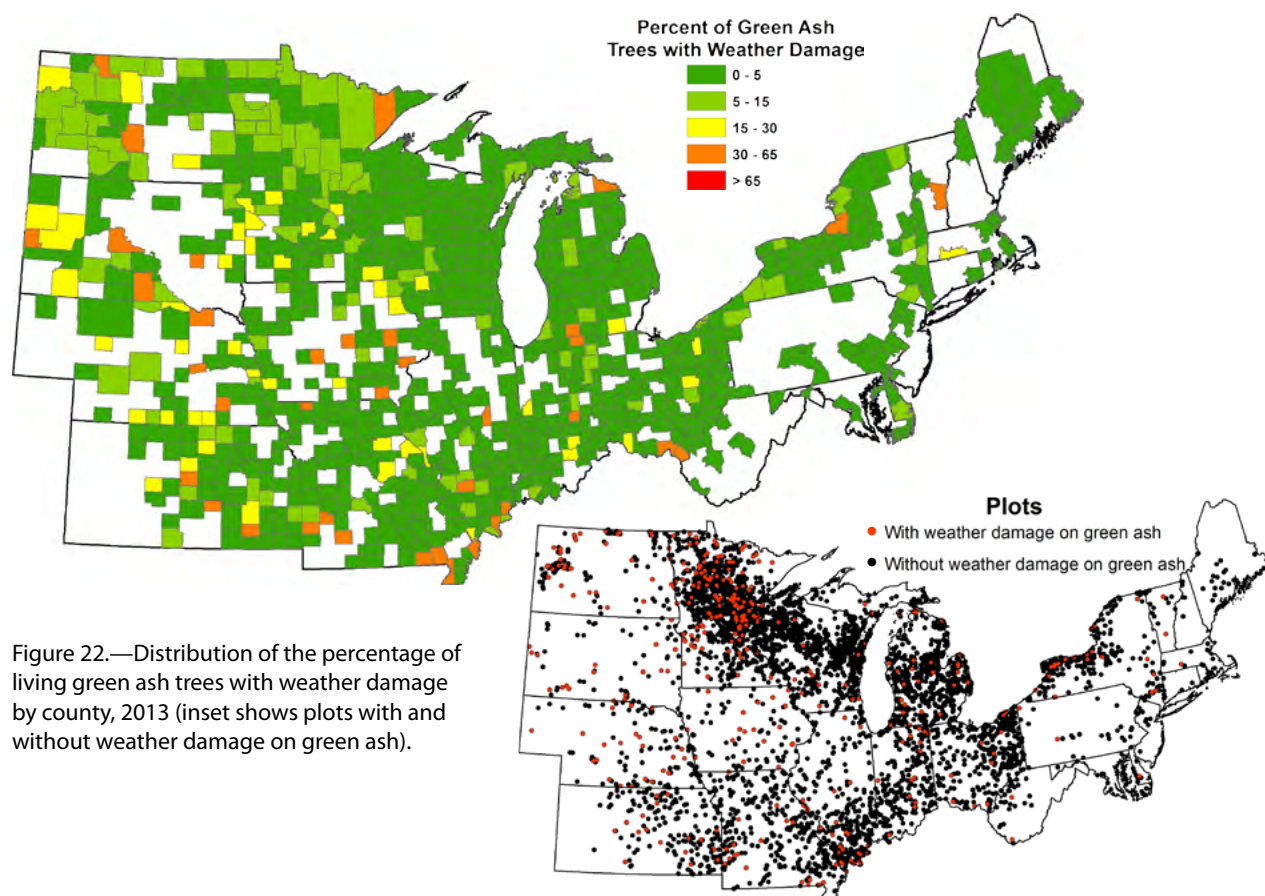 Percent of Green Ash
Trees with Weather Damage
0 - 5
5 - 15
15 - 30
30 - 65
> 65
Plots
With weather damage on green ash
Without weather damage on green ash
Figure 22.—Distribution of the percentage of
living green ash trees with weather damage
by county, 2013 (inset shows plots with and
without weather damage on green ash).